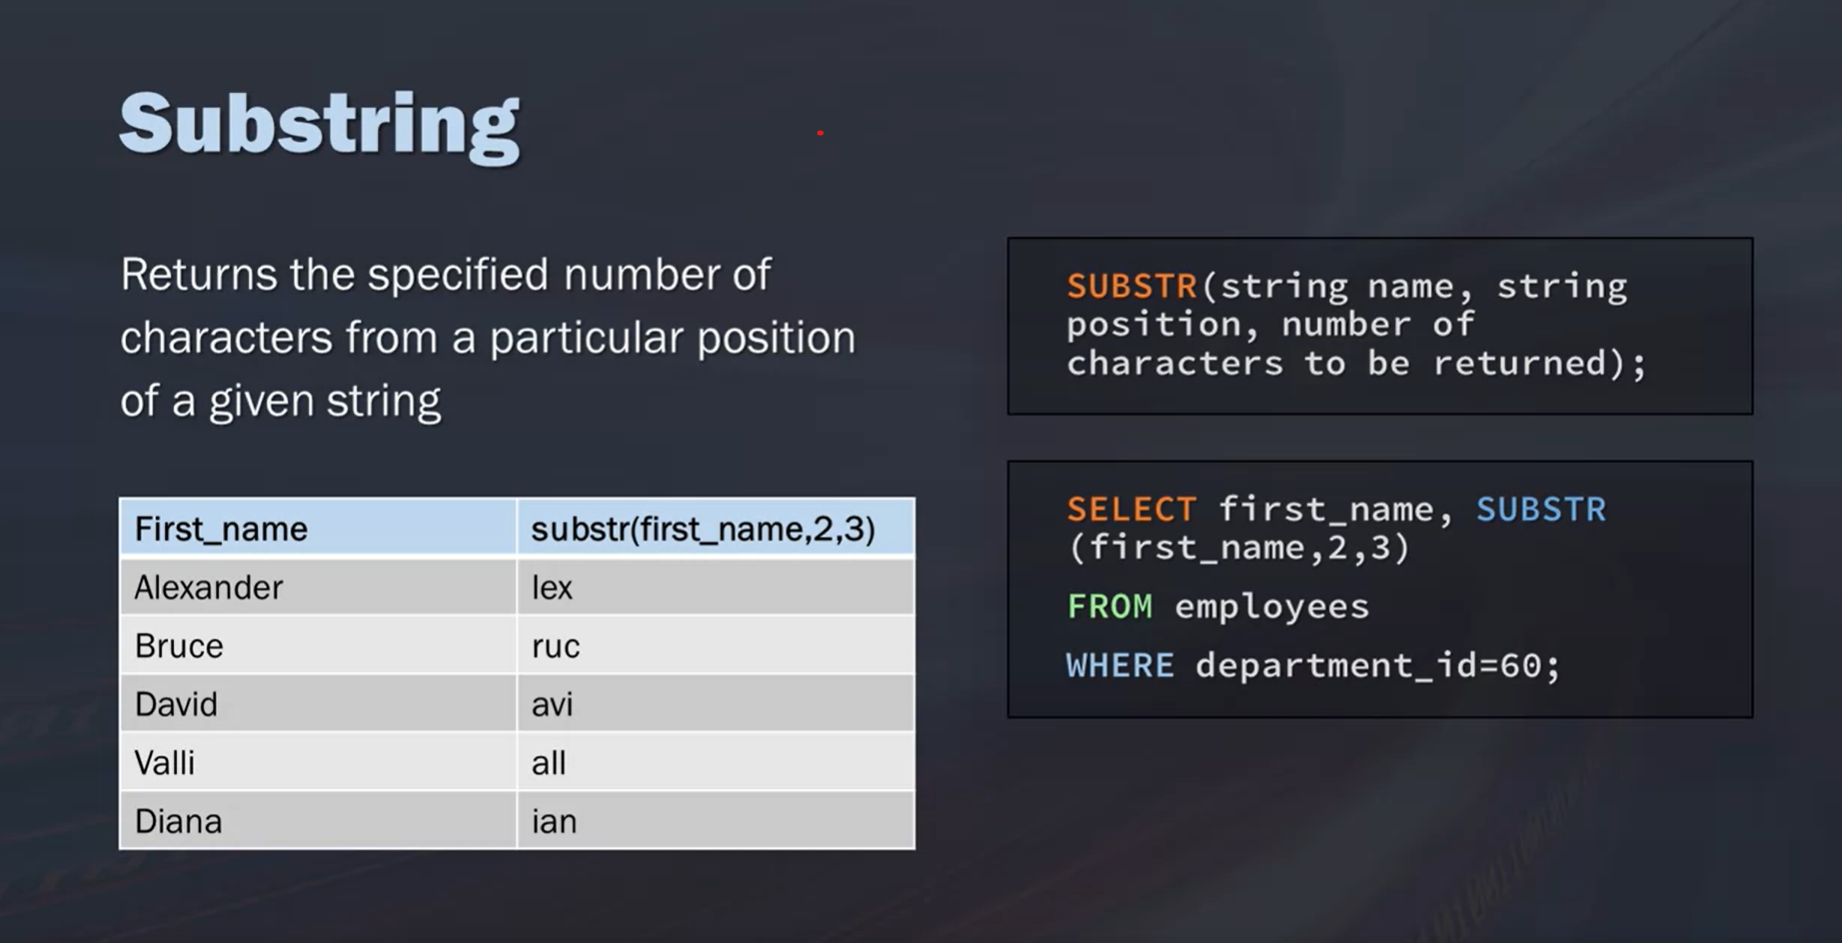 Substring
Returns the specified number of
characters from a particular position
of a given string
First_name substr(first_name,2,3)
Alexander lex
Bruce ruc
David avi
Valli all
Diana ian
SUBSTR(string name, string
position, number of
characters to be returned);
SELECT first_name, SUBSTR
(first_name,2,3)
FROM employees
WHERE department_id=60;